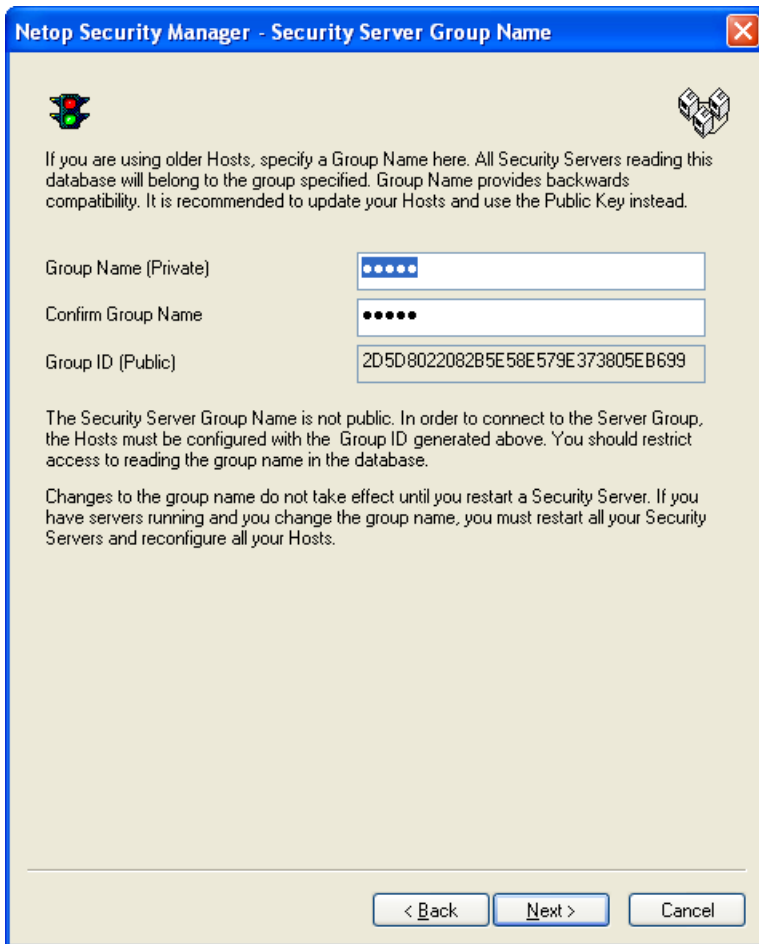 Netop Security Manager - Security Server Group Name
If you are using older Hosts, specify a Group Name here. All Security Servers reading this
database will belong to the group specified. Group Name provides backwards
compatibility. It is recommended to update your Hosts and use the Public Key instead.
Group Name (Private)
●●●●●
Confirm Group Name
●●●●●
Group ID (Public)
2D5D8022082B5E58E579E373805EB699
The Security Server Group Name is not public. In order to connect to the Server Group,
the Hosts must be configured with the  Group ID generated above. You should restrict
access to reading the group name in the database.
Changes to the group name do not take effect until you restart a Security Server. If you
have servers running and you change the group name, you must restart all your Security
Servers and reconfigure all your Hosts.
< Back
Next >
Cancel